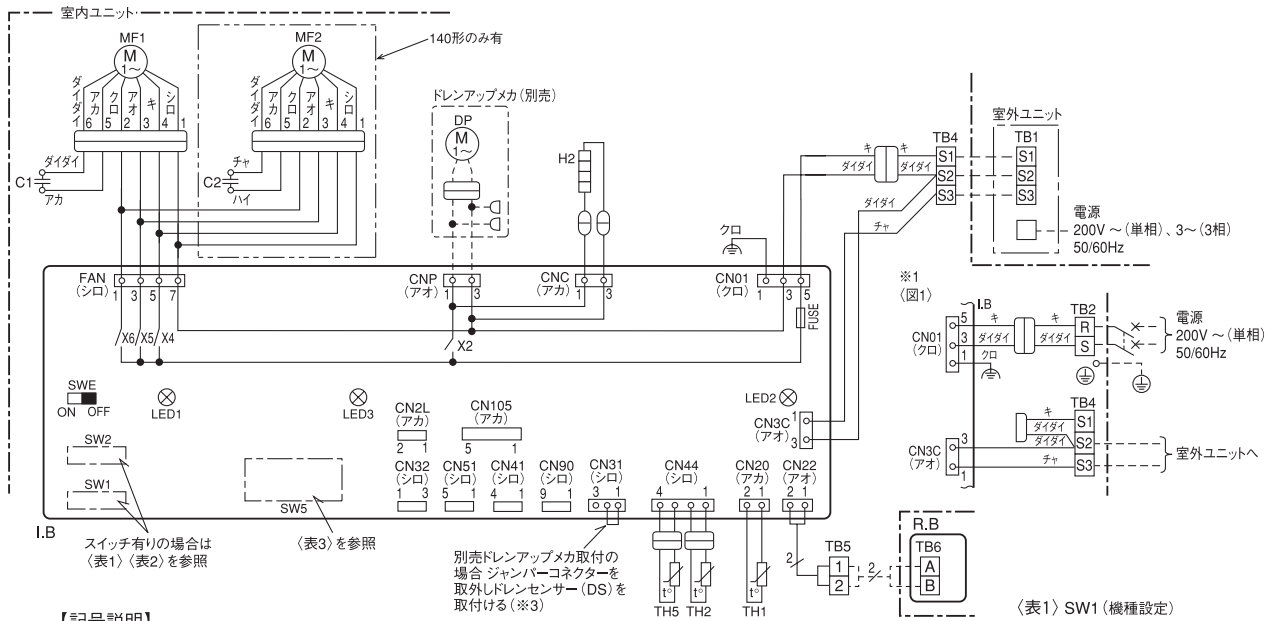 室内ユニット
MF1
M
1～
ダイダイ
アカ
クロ
アオ
キ
シロ
6 5 2 3 4 1
ダイダイ
C1
アカ
MF2
M
1～
ダイダイ
アカ
クロ
アオ
キ
シロ
6 5 2 3 4 1
チャ
C2
ハイ
140形のみ有
ドレンアップメカ（別売）
DP
M
1～
H2
キ キ
ダイダイ ダイダイ
TB4
S1
S2
S3
ダイダイ
チャ
室外ユニット
TB1
S1
S2
S3
電源
200V ～（単相）、3～（3相）
50/60Hz
クロ
FAN
（シロ）
1 3 5 7
CNP
（アオ）
1 3
CNC
（アカ）
1 3
CN01
（クロ）
1 3 5
FUSE
X6 X5 X4
X2
SWE
ON OFF
LED1
LED3
LED2
CN2L
（アカ）
2 1
CN105
（アカ）
5 1
CN3C
（アオ）
1
3
SW2
SW1
SW5
CN32
（シロ）
1 3
CN51
（シロ）
5 1
CN41
（シロ）
4 1
CN90
（シロ）
9 1
CN31
（シロ）
3 1
CN44
（シロ）
4 1
CN20
（アカ）
2 1
CN22
（アオ）
2 1
I.B
スイッチ有りの場合は
〈表1〉〈表2〉を参照
〈表3〉を参照
別売ドレンアップメカ取付の
場合 ジャンパーコネクターを
取外しドレンセンサー（DS）を
取付ける（※3）
t° t° t°
TH5 TH2 TH1
2
TB5
1
2
2
R.B
TB6
A
B
※1
〈図1〉
I.B
CN01
（クロ）
5
3
1
キ キ
ダイダイ ダイダイ
クロ
TB2
R
S
電源
200V ～（単相）
50/60Hz
TB4
S1
S2
S3
キ
ダイダイ
ダイダイ
チャ
CN3C
（アオ）
3
1
室外ユニットへ
〈表1〉 SW1（機種設定）
【記号説明】